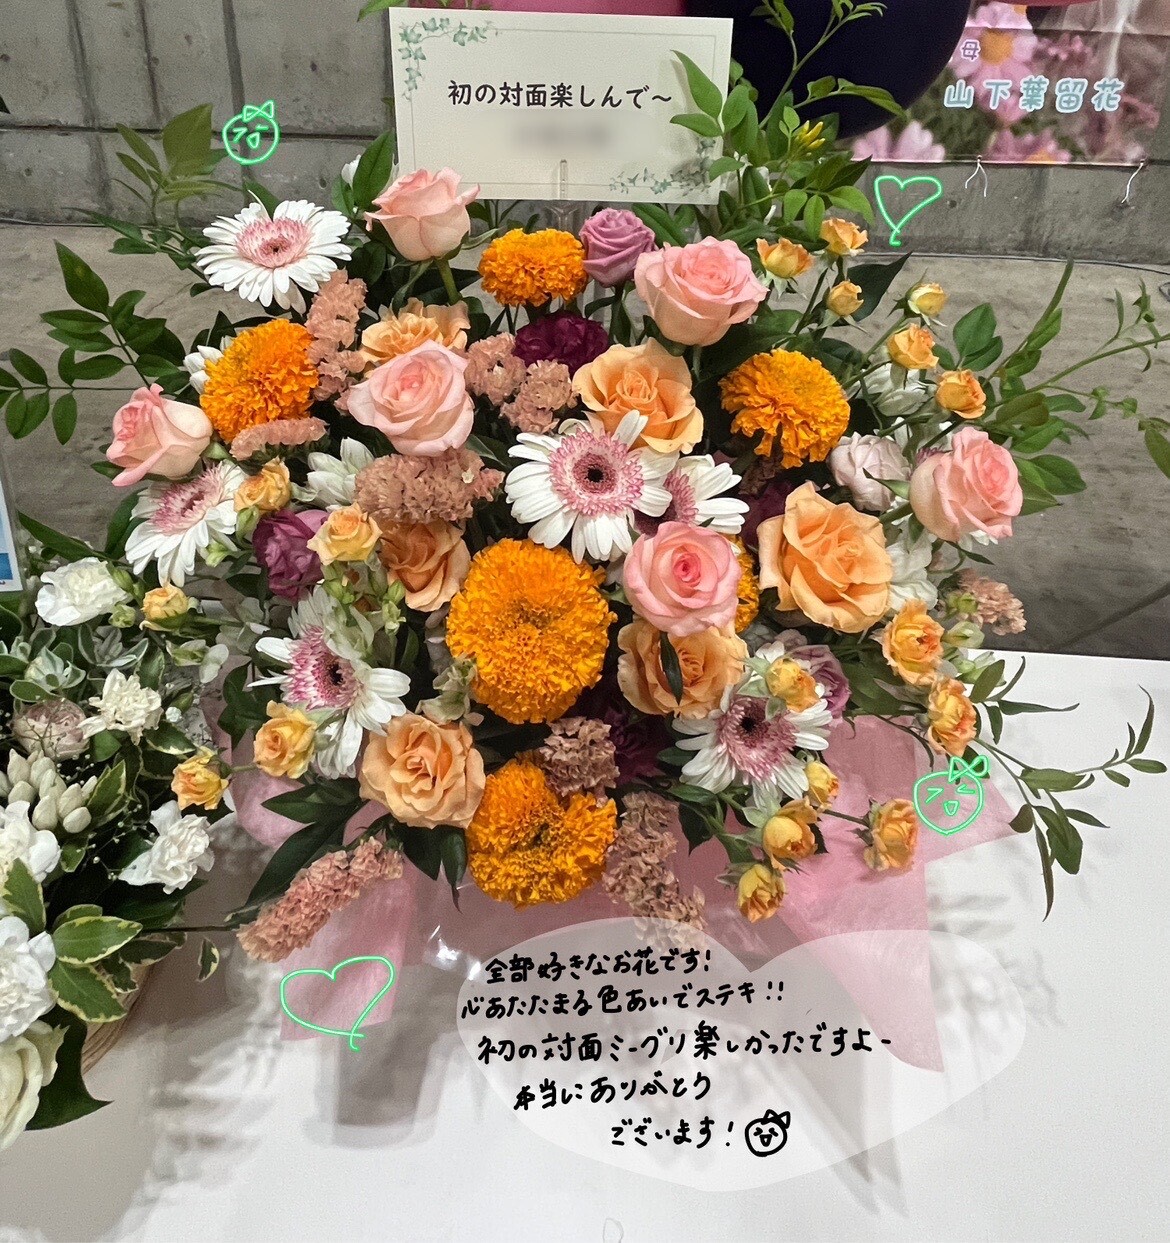 初の対面楽しんで〜
母
山下葉留花
全部好きなお花です!
心あたたまる色あいでステキ!!
初の対面ミーグリ楽しかったですよー
本当にありがとう
ございます!